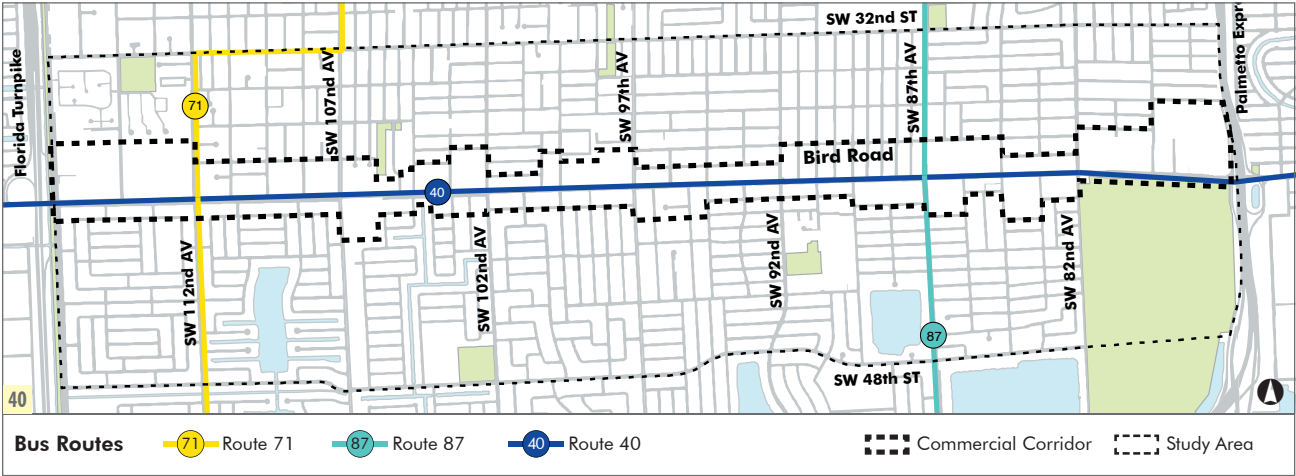 SW 32nd ST
Florida Turnpike
SW 107nd AV
SW 97th AV
SW 87th AV
Palmetto Expr
71
Bird Road
40
SW 112nd AV
SW 102nd AV
SW 92nd AV
SW 82nd AV
87
SW 48th ST
40
Bus Routes 71 Route 71 87 Route 87 40 Route 40 Commercial Corridor Study Area